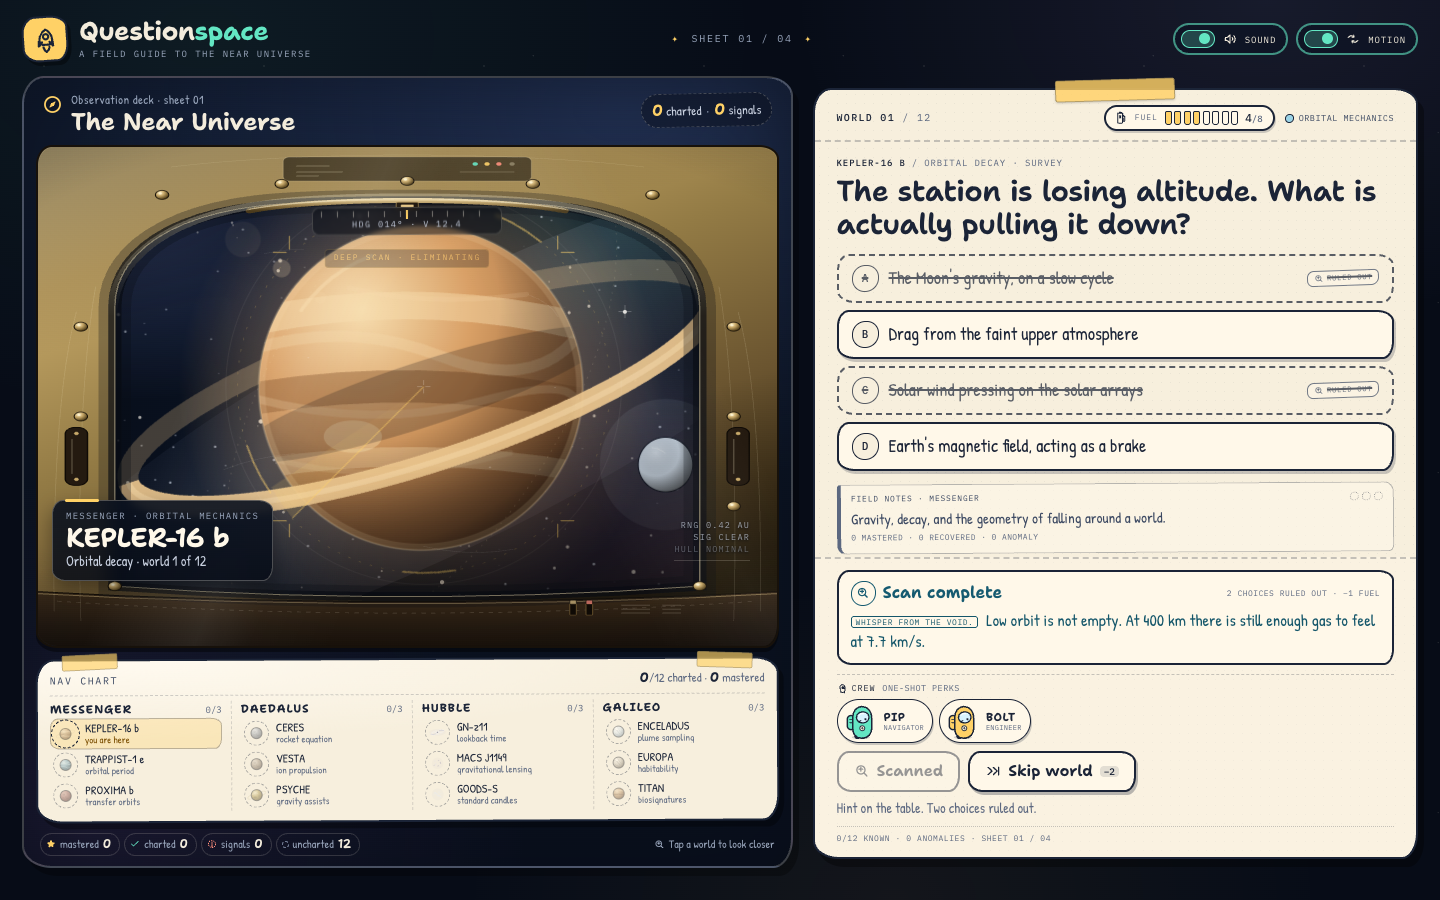 Questionspace
A FIELD GUIDE TO THE NEAR UNIVERSE
SHEET 01 / 04
SOUND
MOTION
Observation deck · sheet 01
The Near Universe
0 charted · 0 signals
HDG 014° · V 12.4
DEEP SCAN · ELIMINATING
MESSENGER · ORBITAL MECHANICS
KEPLER-16 b
Orbital decay · world 1 of 12
RNG 0.42 AU
SIG CLEAR
HULL NOMINAL
NAV CHART
0/12 charted · 0 mastered
MESSENGER 0/3
KEPLER-16 b
you are here
TRAPPIST-1 e
orbital period
PROXIMA b
transfer orbits
DAEDALUS 0/3
CERES
rocket equation
VESTA
ion propulsion
PSYCHE
gravity assists
HUBBLE 0/3
GN-z11
lookback time
MACS J1149
gravitational lensing
GOODS-S
standard candles
GALILEO 0/3
ENCELADUS
plume sampling
EUROPA
habitability
TITAN
biosignatures
mastered 0
charted 0
signals 0
uncharted 12
Tap a world to look closer
WORLD 01 / 12
FUEL 4/8
ORBITAL MECHANICS
KEPLER-16 B / ORBITAL DECAY · SURVEY
The station is losing altitude. What is
actually pulling it down?
A The Moon's gravity, on a slow cycle
RULED OUT
B Drag from the faint upper atmosphere
C Solar wind pressing on the solar arrays
RULED OUT
D Earth's magnetic field, acting as a brake
FIELD NOTES · MESSENGER
Gravity, decay, and the geometry of falling around a world.
0 MASTERED · 0 RECOVERED · 0 ANOMALY
Scan complete
2 CHOICES RULED OUT · −1 FUEL
WHISPER FROM THE VOID. Low orbit is not empty. At 400 km there is still enough gas to feel
at 7.7 km/s.
CREW ONE-SHOT PERKS
PIP
NAVIGATOR
BOLT
ENGINEER
Scanned
Skip world −2
Hint on the table. Two choices ruled out.
0/12 KNOWN · 0 ANOMALIES · SHEET 01 / 04